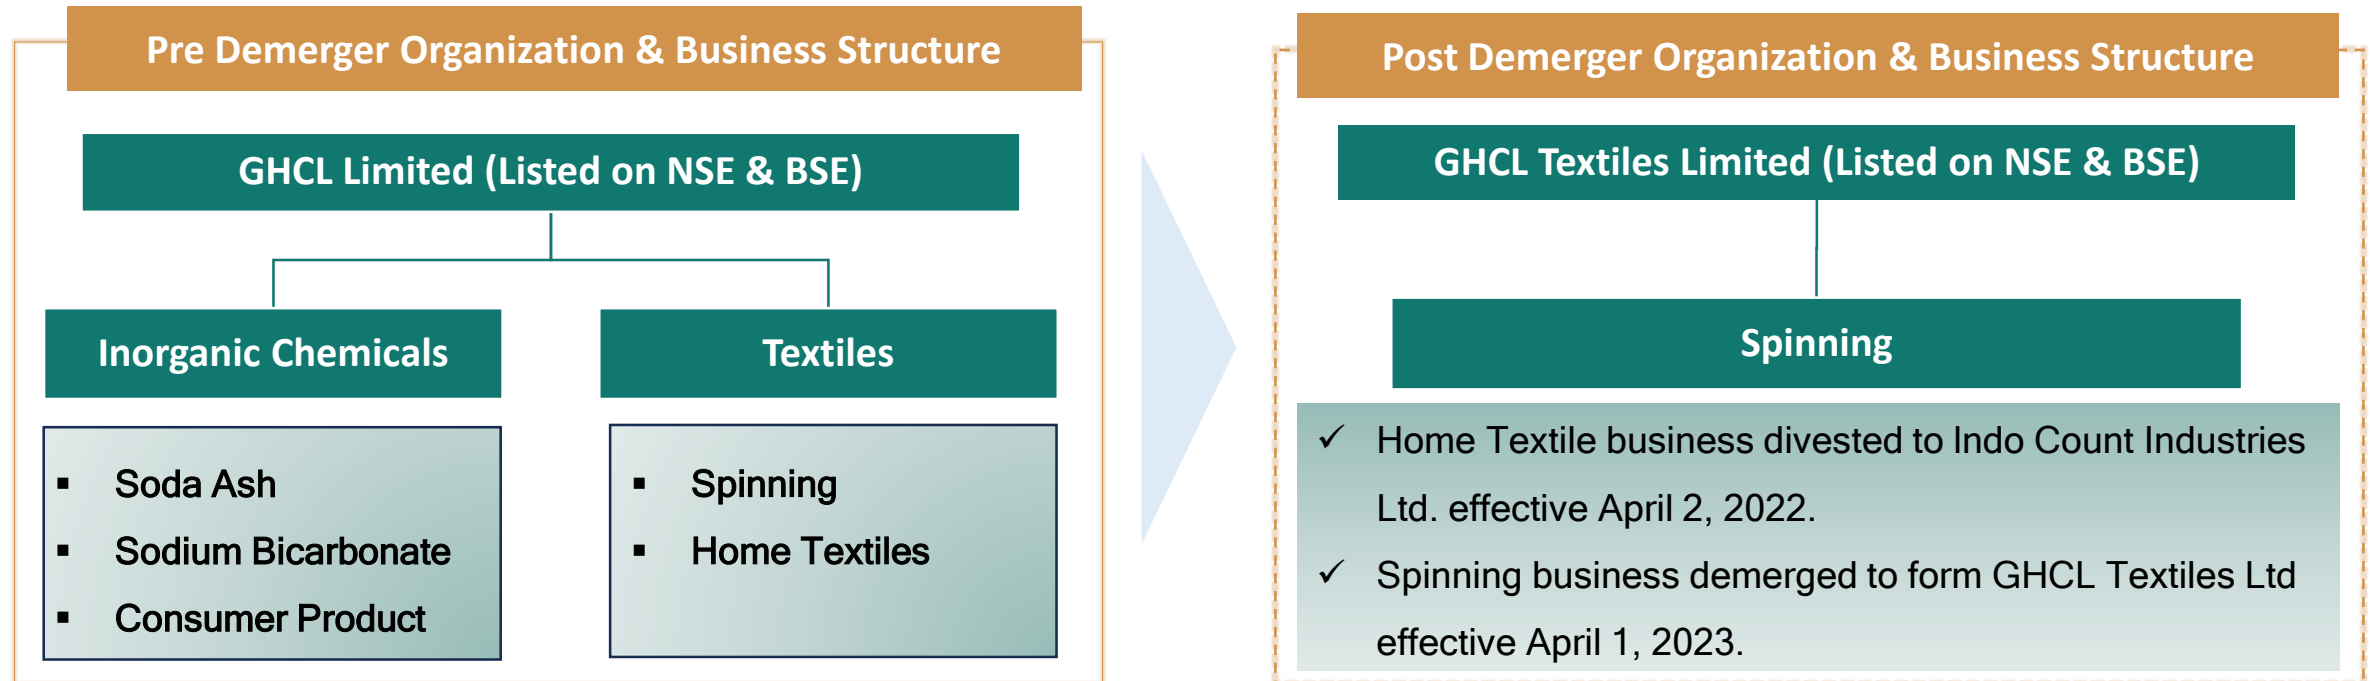 Pre Demerger Organization & Business Structure
GHCL Limited (Listed on NSE & BSE)
Inorganic Chemicals
Soda Ash
Sodium Bicarbonate
Consumer Product
Textiles
Spinning
Home Textiles
Post Demerger Organization & Business Structure
GHCL Textiles Limited (Listed on NSE & BSE)
Spinning
✓ Home Textile business divested to Indo Count Industries
Ltd. effective April 2, 2022.
✓ Spinning business demerged to form GHCL Textiles Ltd
effective April 1, 2023.